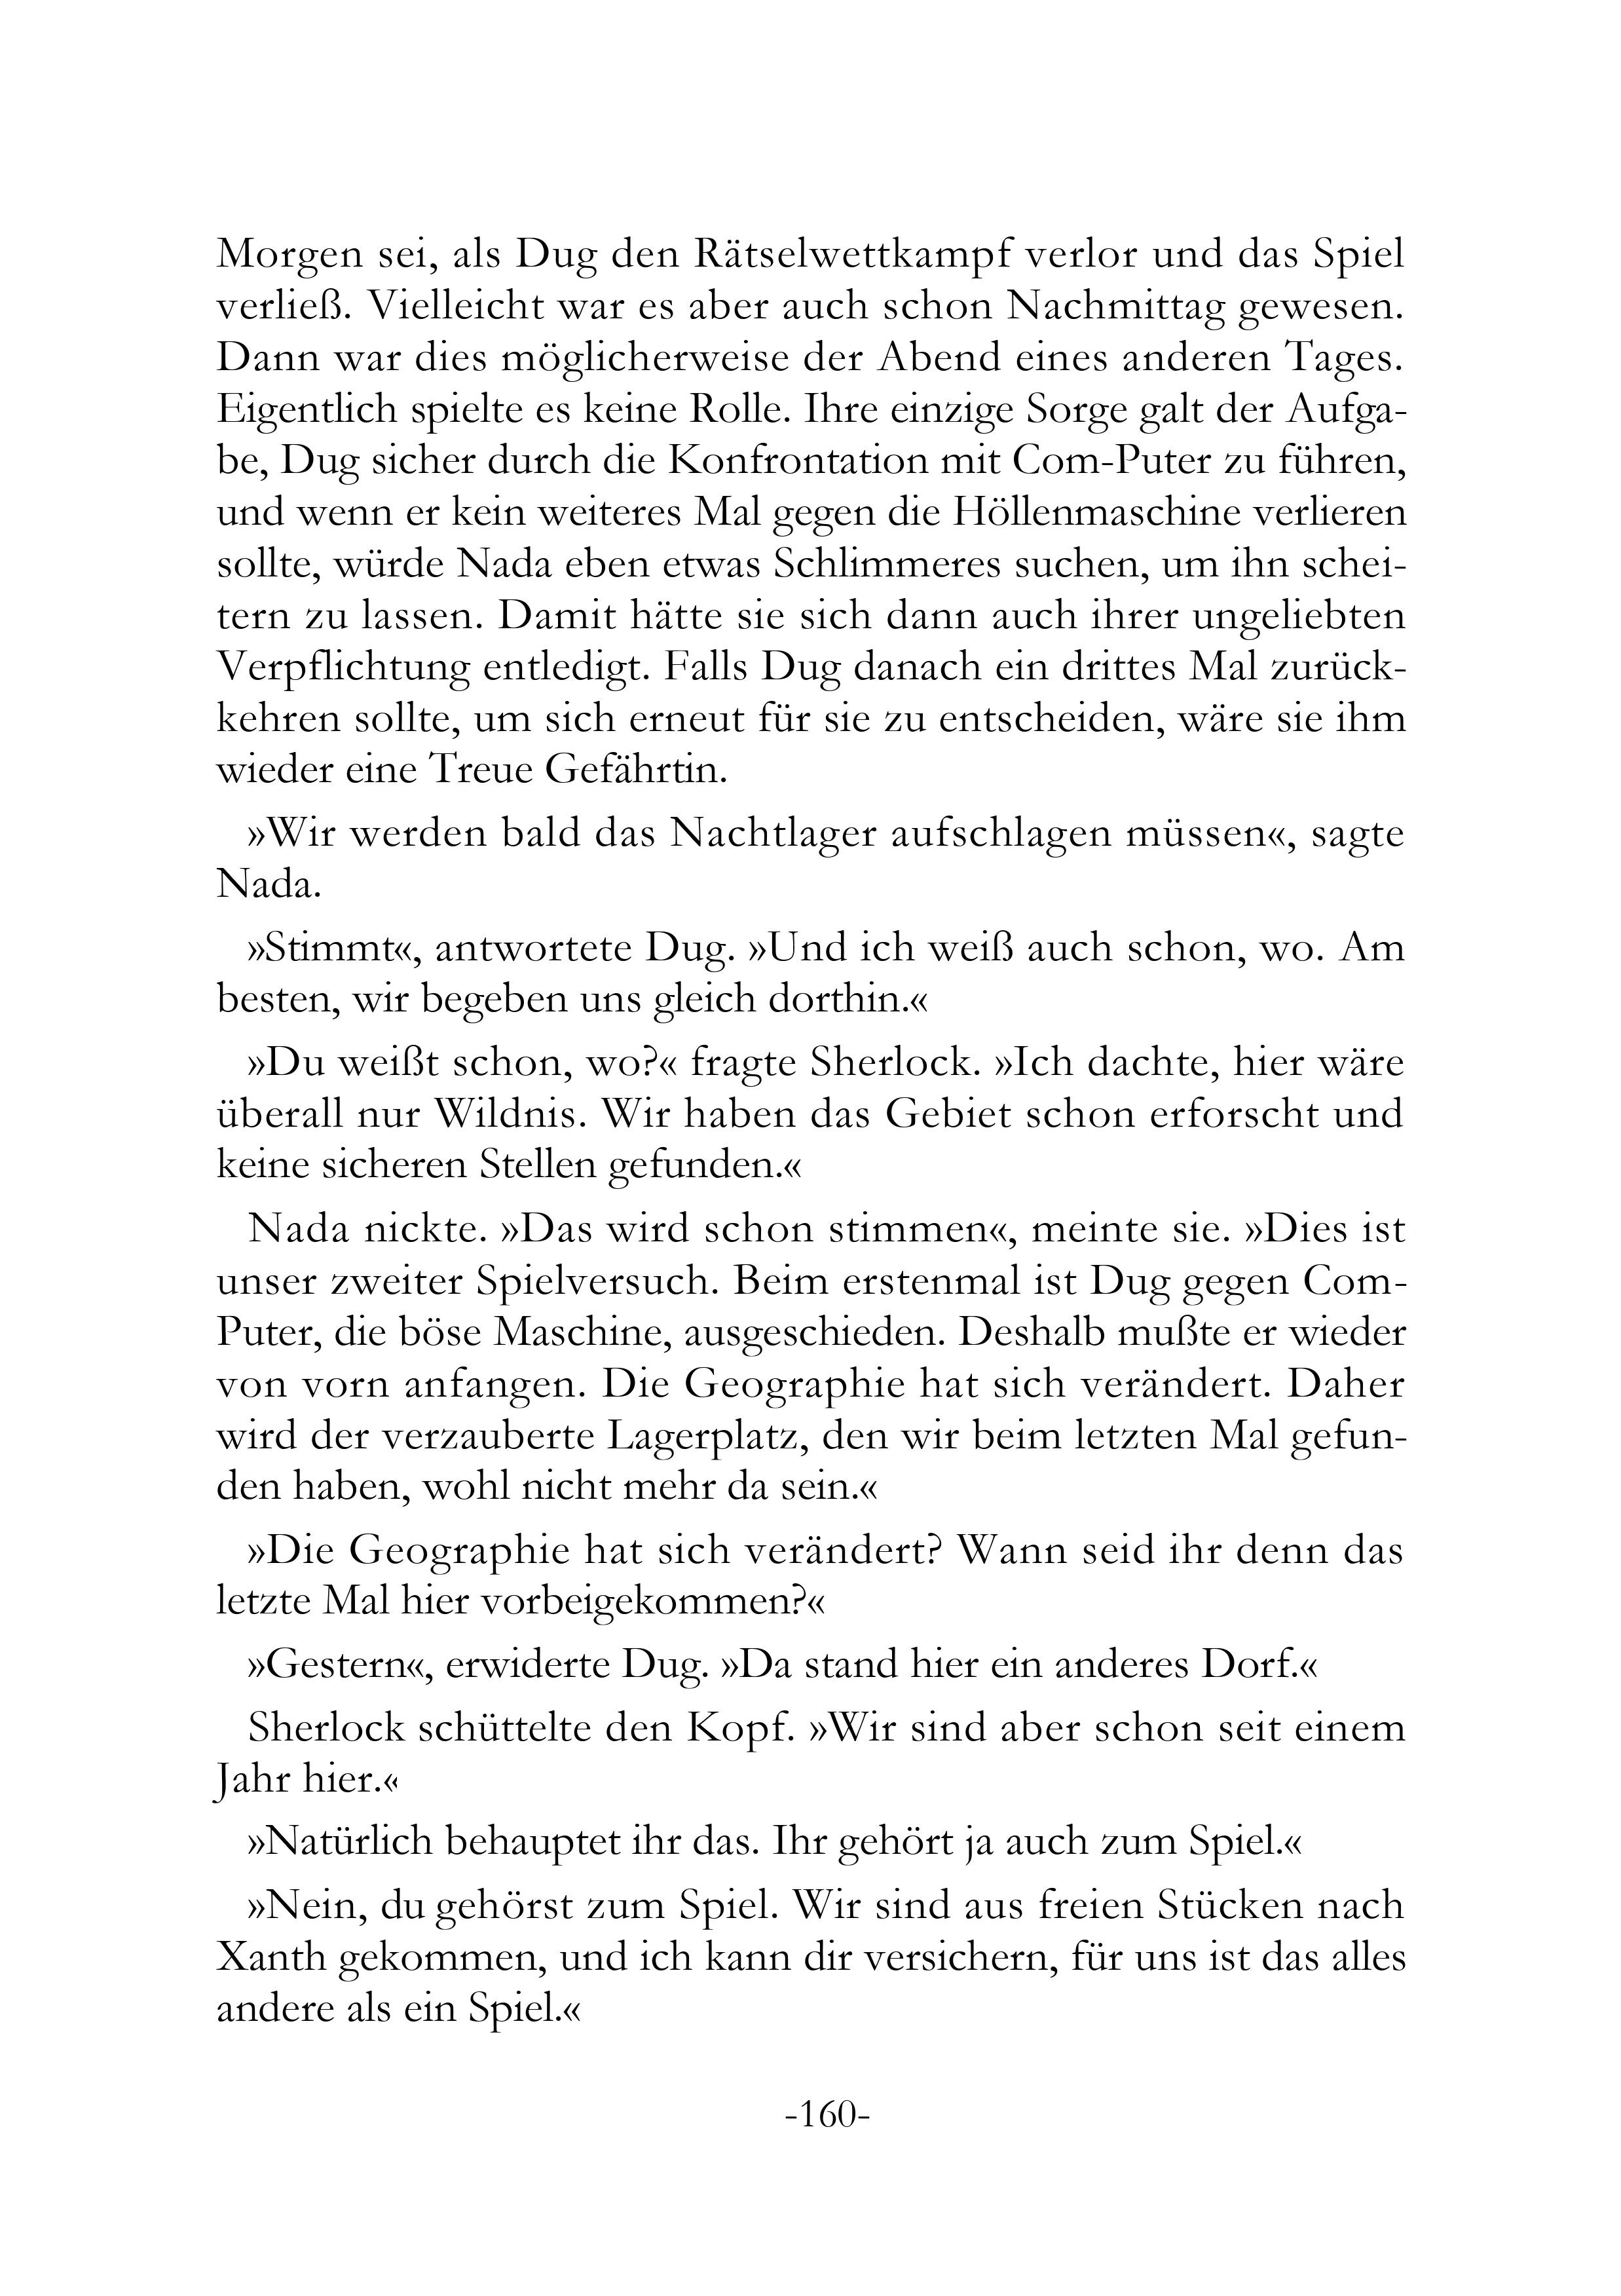 Morgen sei, als Dug den Rätselwettkampf verlor und das Spiel
verließ. Vielleicht war es aber auch schon Nachmittag gewesen.
Dann war dies möglicherweise der Abend eines anderen Tages.
Eigentlich spielte es keine Rolle. Ihre einzige Sorge galt der Aufga-
be, Dug sicher durch die Konfrontation mit Com-Puter zu führen,
und wenn er kein weiteres Mal gegen die Höllenmaschine verlieren
sollte, würde Nada eben etwas Schlimmeres suchen, um ihn schei-
tern zu lassen. Damit hätte sie sich dann auch ihrer ungeliebten
Verpflichtung entledigt. Falls Dug danach ein drittes Mal zurück-
kehren sollte, um sich erneut für sie zu entscheiden, wäre sie ihm
wieder eine Treue Gefährtin.
»Wir werden bald das Nachtlager aufschlagen müssen«, sagte
Nada.
»Stimmt«, antwortete Dug. »Und ich weiß auch schon, wo. Am
besten, wir begeben uns gleich dorthin.«
»Du weißt schon, wo?« fragte Sherlock. »Ich dachte, hier wäre
überall nur Wildnis. Wir haben das Gebiet schon erforscht und
keine sicheren Stellen gefunden.«
Nada nickte. »Das wird schon stimmen«, meinte sie. »Dies ist
unser zweiter Spielversuch. Beim erstenmal ist Dug gegen Com-
Puter, die böse Maschine, ausgeschieden. Deshalb mußte er wieder
von vorn anfangen. Die Geographie hat sich verändert. Daher
wird der verzauberte Lagerplatz, den wir beim letzten Mal gefun-
den haben, wohl nicht mehr da sein.«
»Die Geographie hat sich verändert? Wann seid ihr denn das
letzte Mal hier vorbeigekommen?«
»Gestern«, erwiderte Dug. »Da stand hier ein anderes Dorf.«
Sherlock schüttelte den Kopf. »Wir sind aber schon seit einem
Jahr hier.«
»Natürlich behauptet ihr das. Ihr gehört ja auch zum Spiel.«
»Nein, du gehörst zum Spiel. Wir sind aus freien Stücken nach
Xanth gekommen, und ich kann dir versichern, für uns ist das alles
andere als ein Spiel.«
-160-